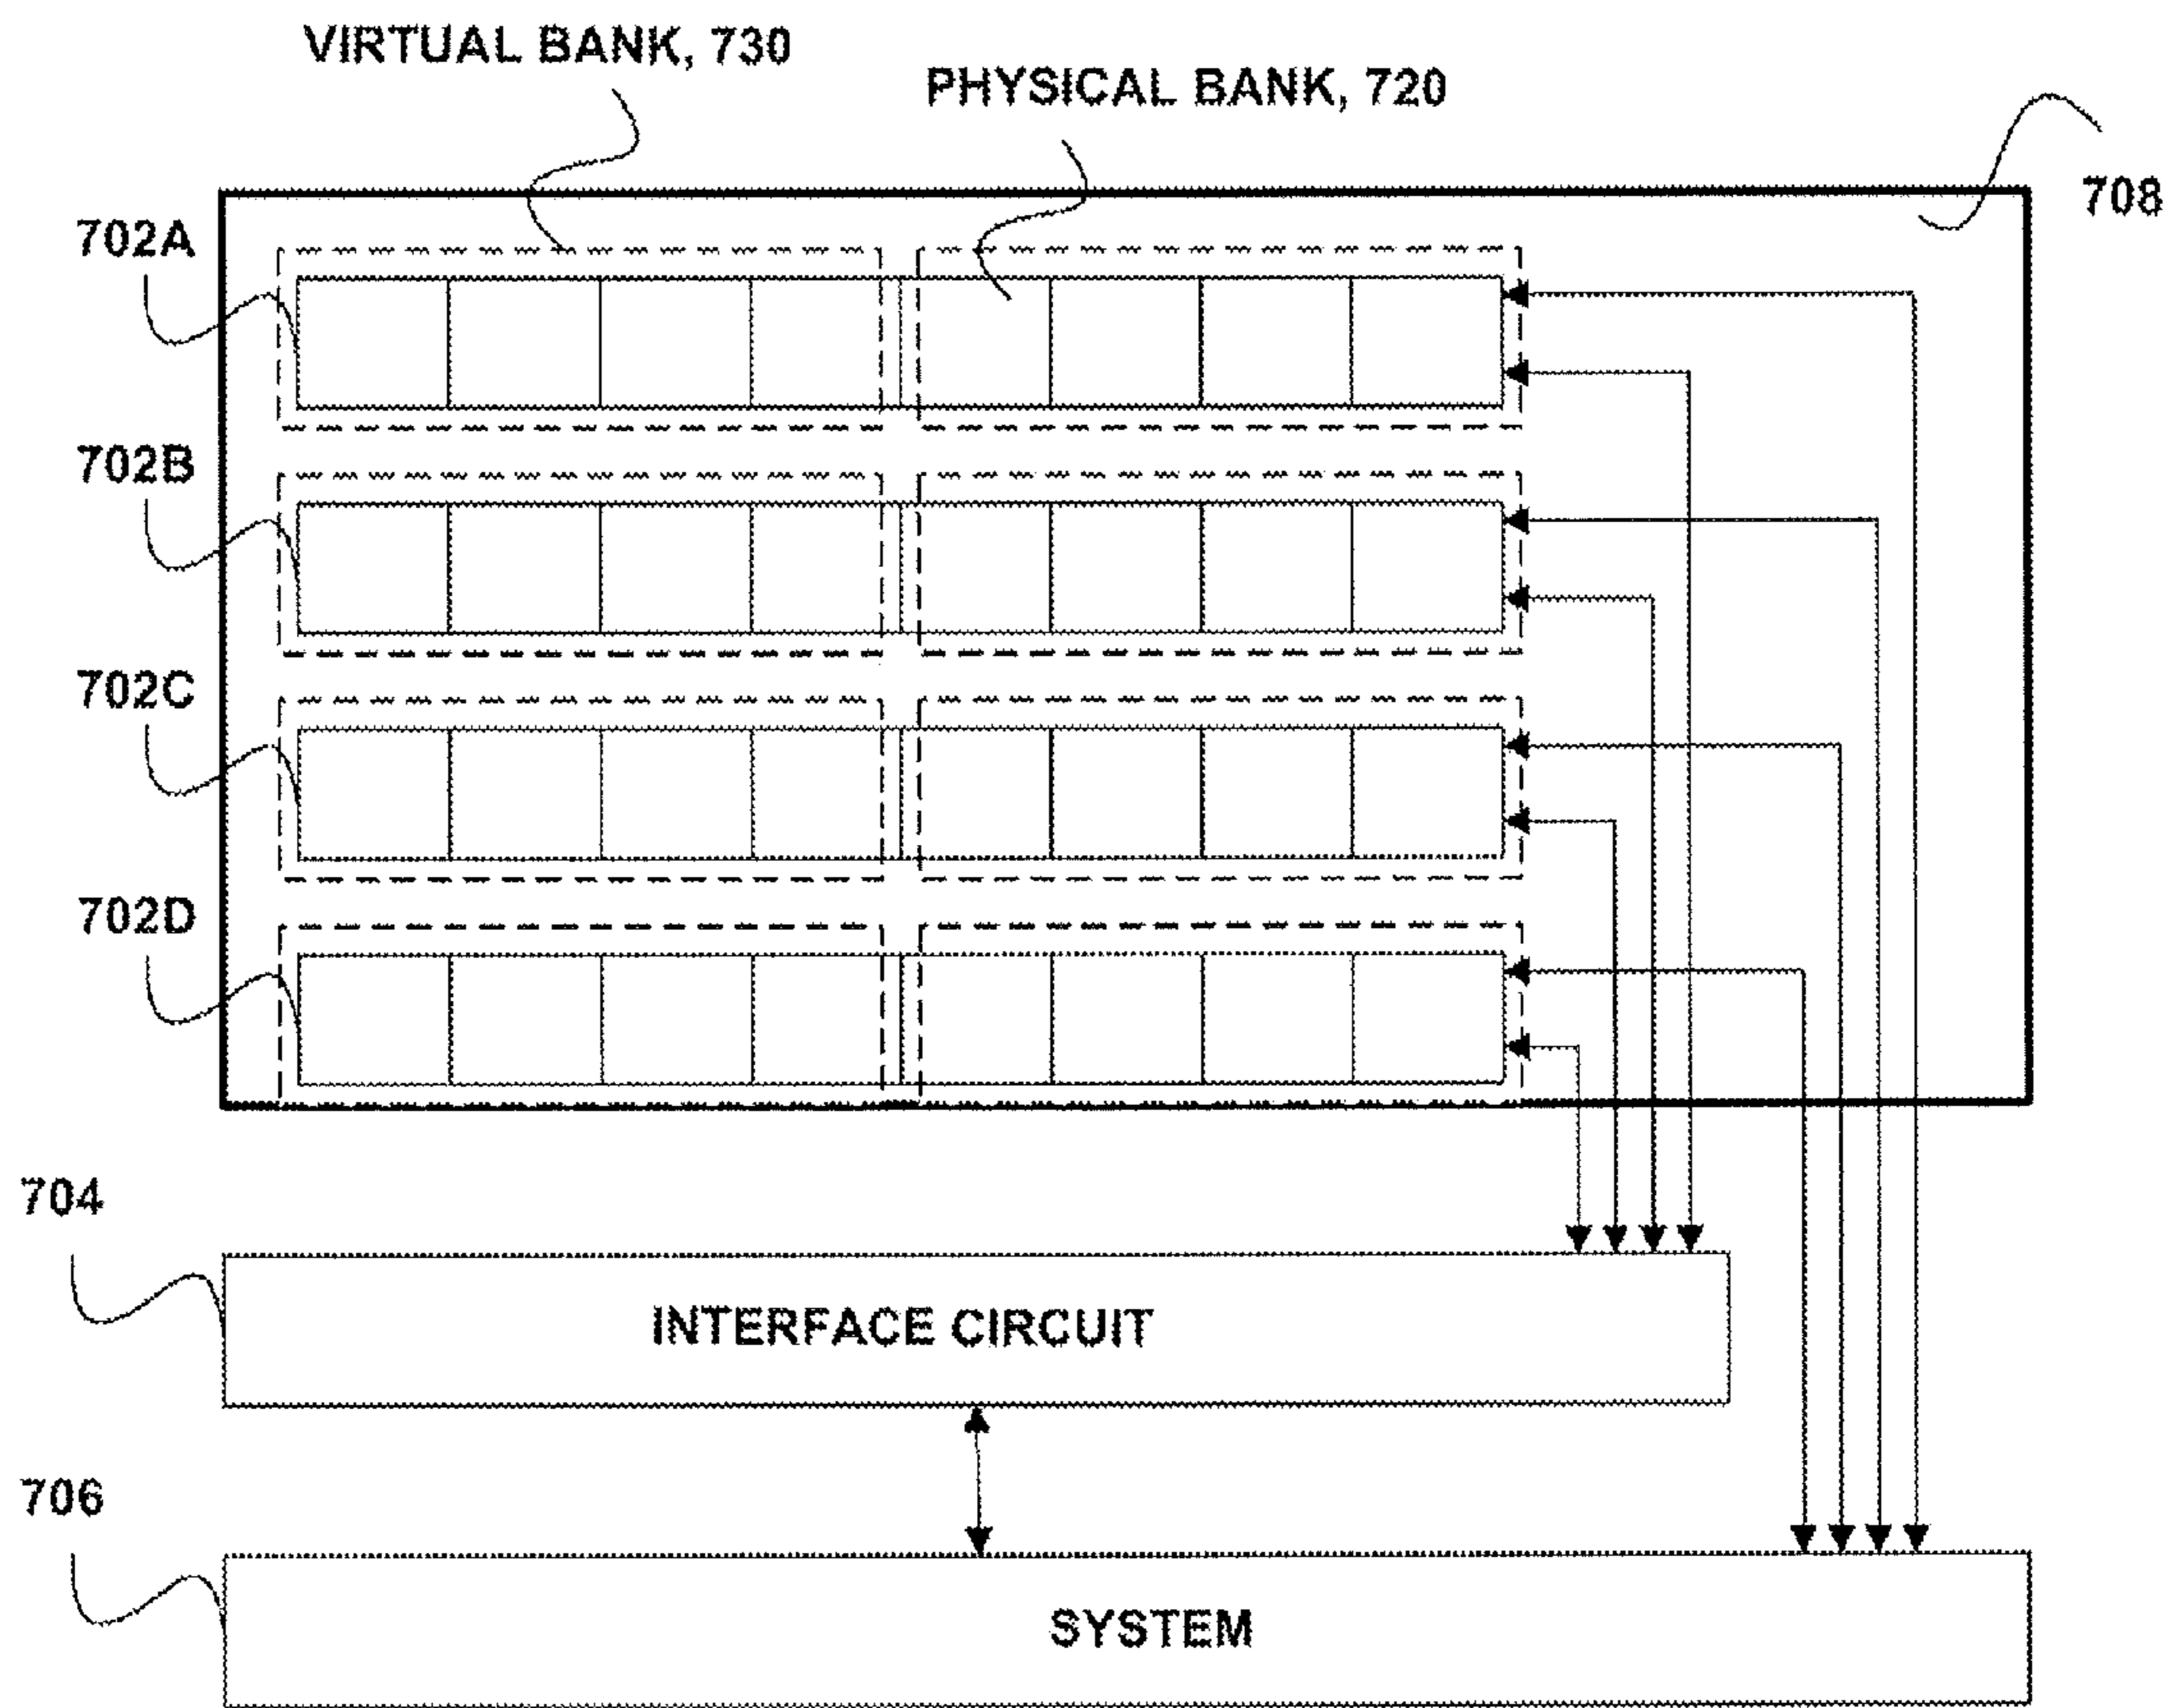 VIRTUAL BANK, 730
PHYSICAL BANK, 720
708
702A
702B
702C
702D
704
INTERFACE CIRCUIT
706
SYSTEM